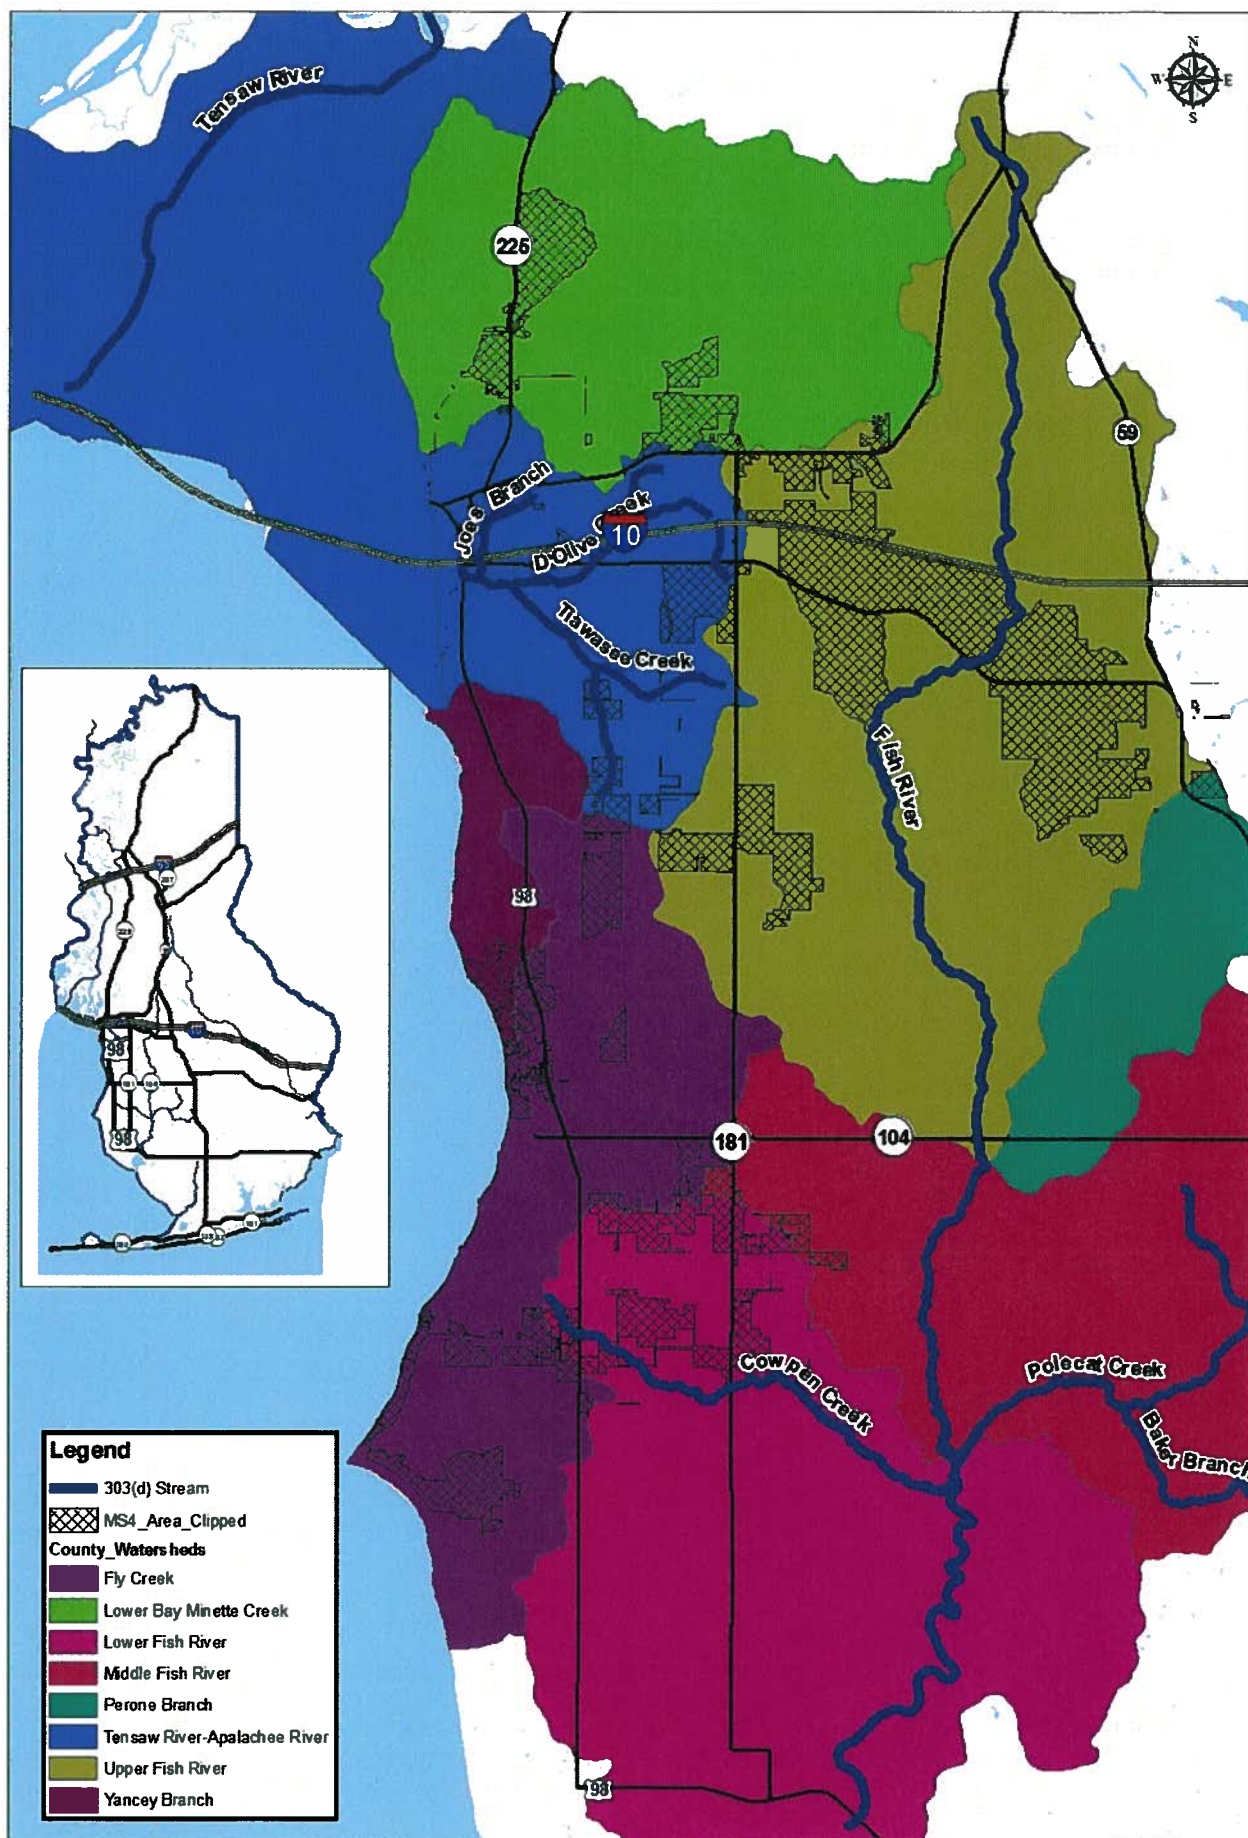 N
W E
S
Tensaw River
225
59
Joes Branch
D'Olive Creek
10
Tiawasee Creek
Fish River
98
181
104
Cowpen Creek
Polecat Creek
Baker Branch
98
98
98
Legend
303(d) Stream
MS4_Area_Clipped
County_Watersheds
Fly Creek
Lower Bay Minette Creek
Lower Fish River
Middle Fish River
Perone Branch
Tensaw River-Apalachee River
Upper Fish River
Yancey Branch